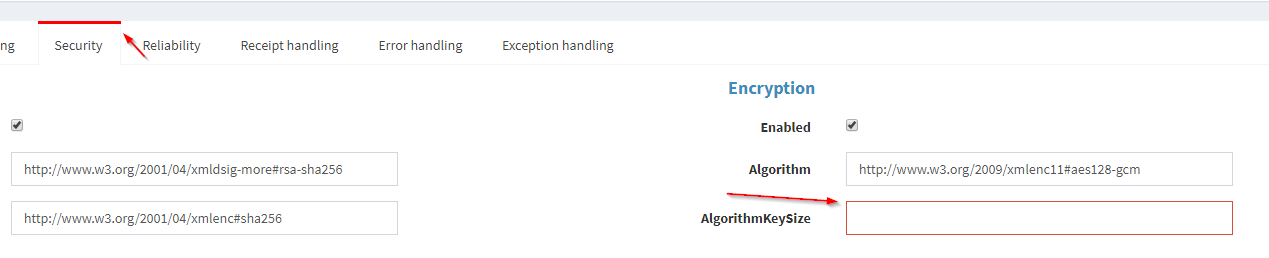 ng Security Reliability Receipt handling Error handling Exception handling
Encryption
Enabled
http://www.w3.org/2001/04/xmldsig-more#rsa-sha256 Algorithm http://www.w3.org/2009/xmlenc11#aes128-gcm
http://www.w3.org/2001/04/xmlenc#sha256 AlgorithmKeySize